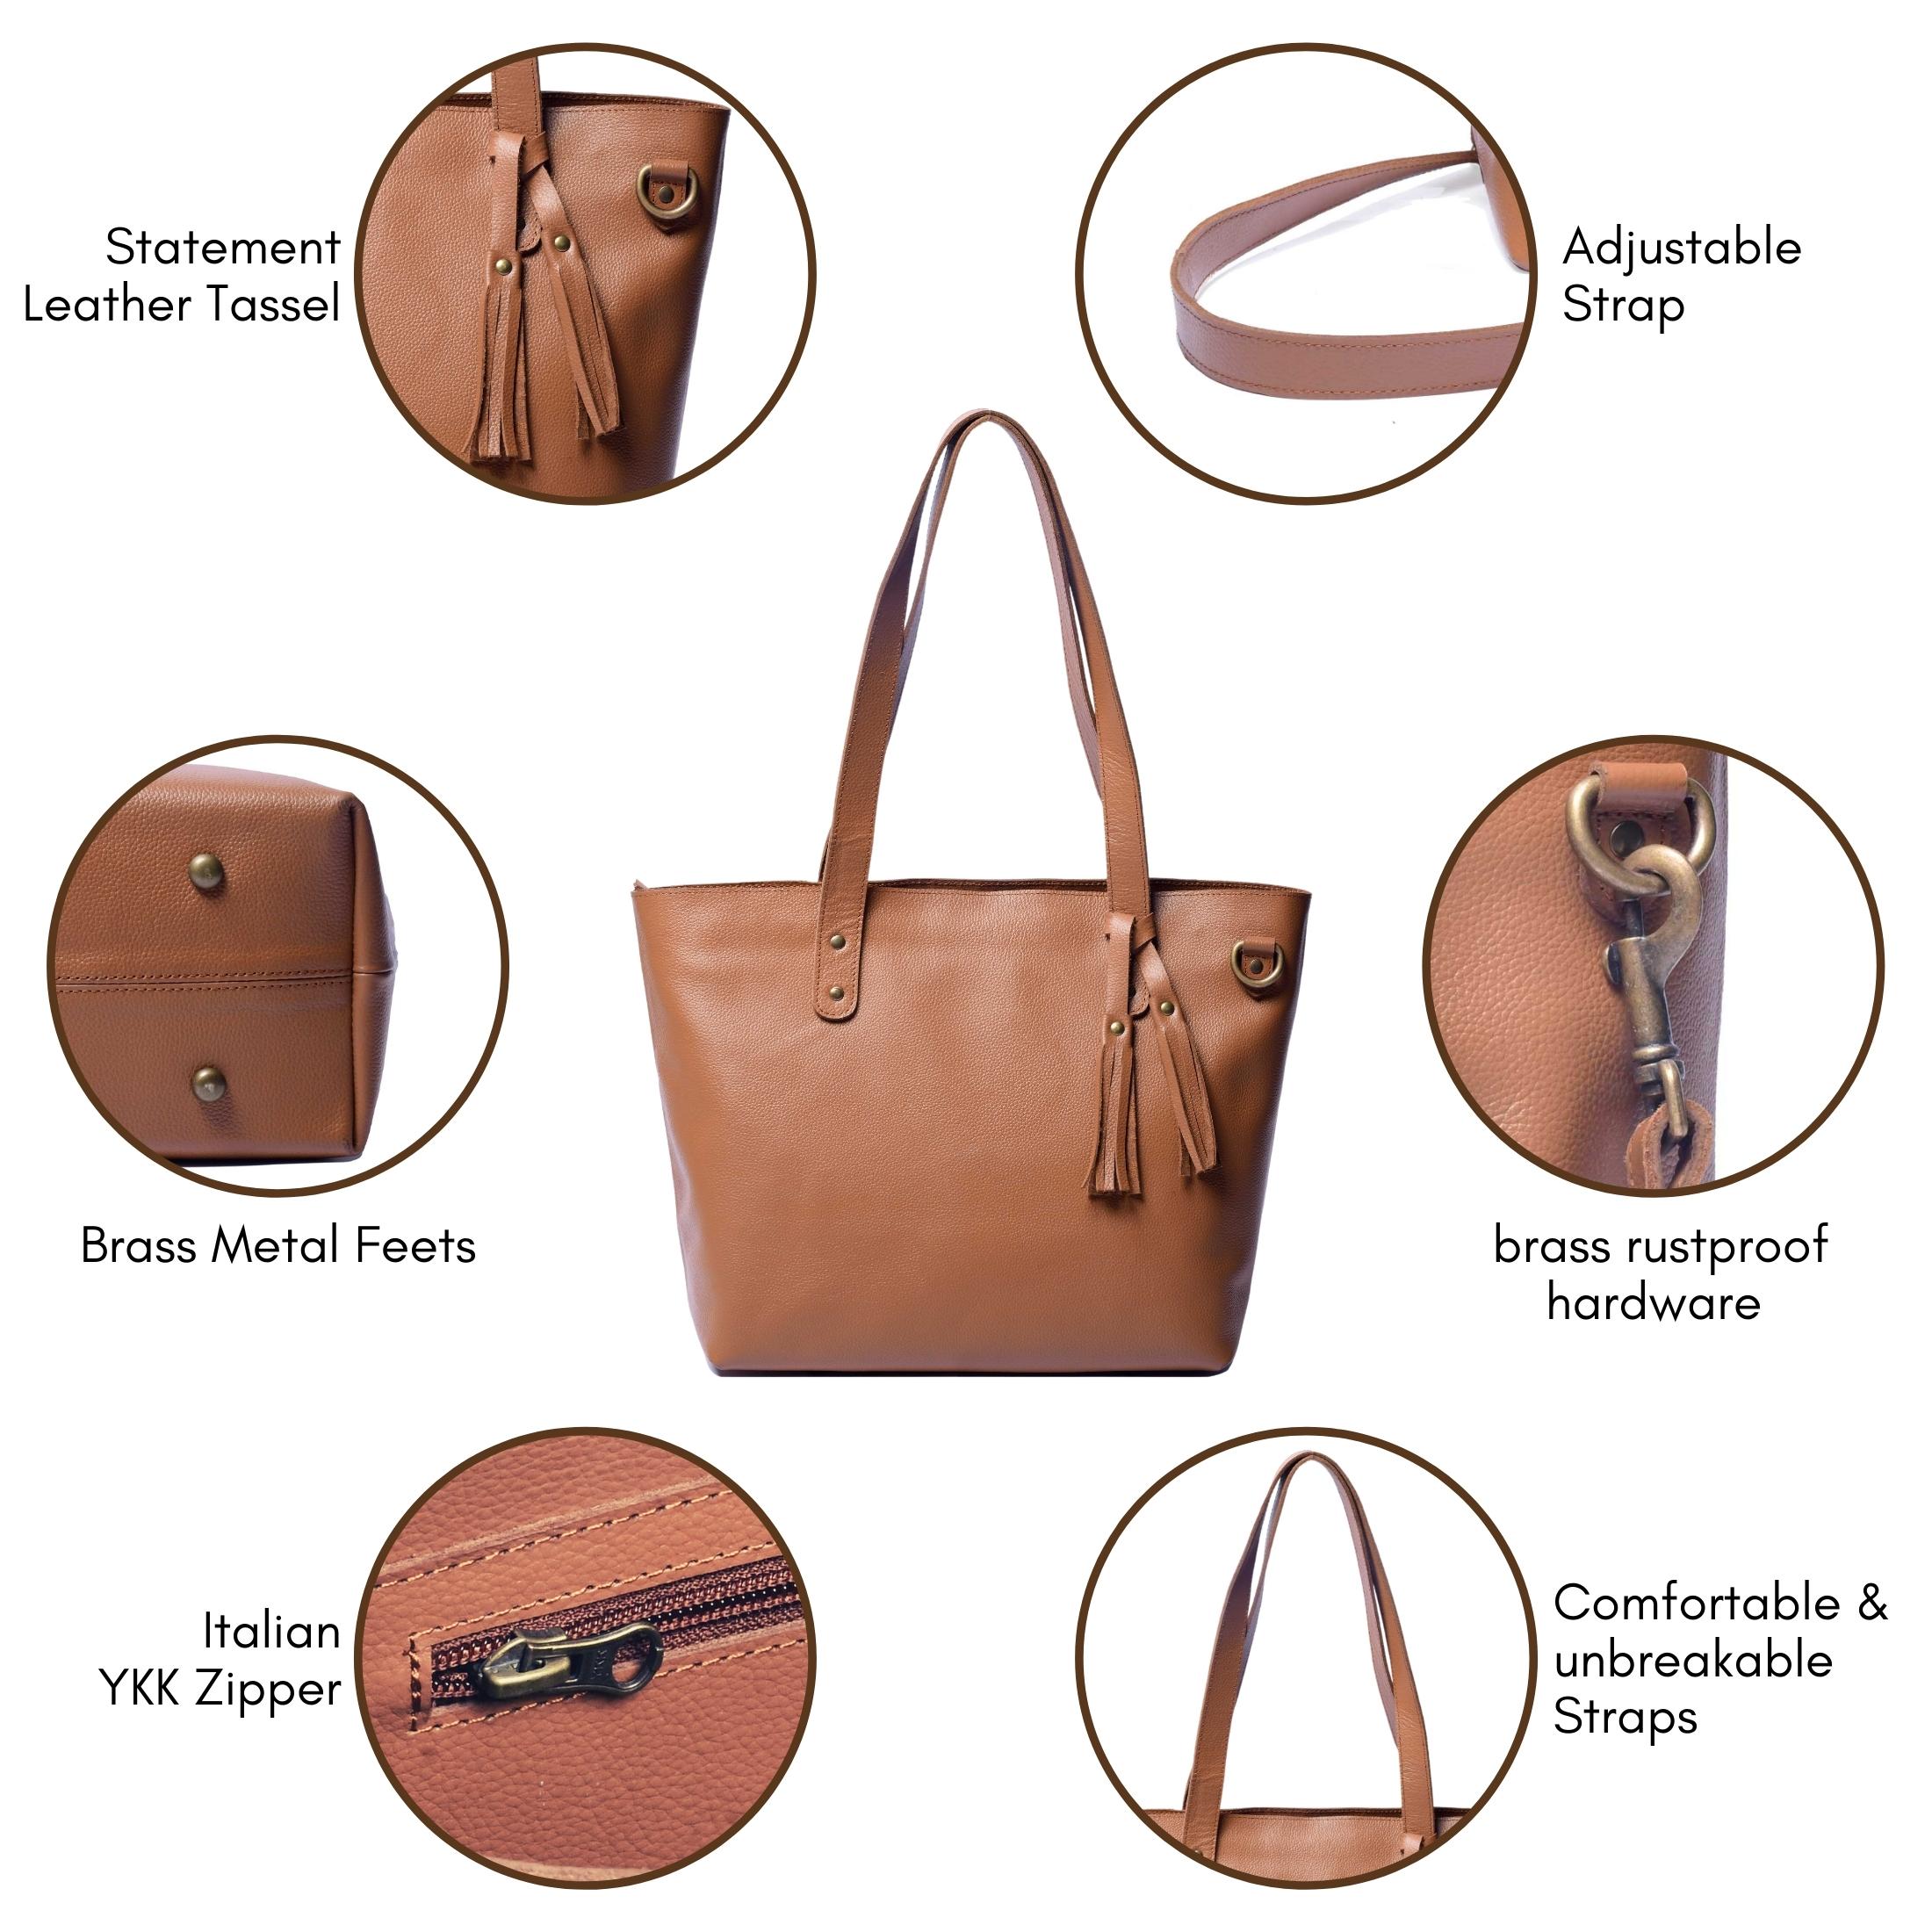 Statement
Leather Tassel
Adjustable
Strap
Brass Metal Feets
brass rustproof
hardware
Italian
YKK Zipper
Comfortable &
unbreakable
Straps